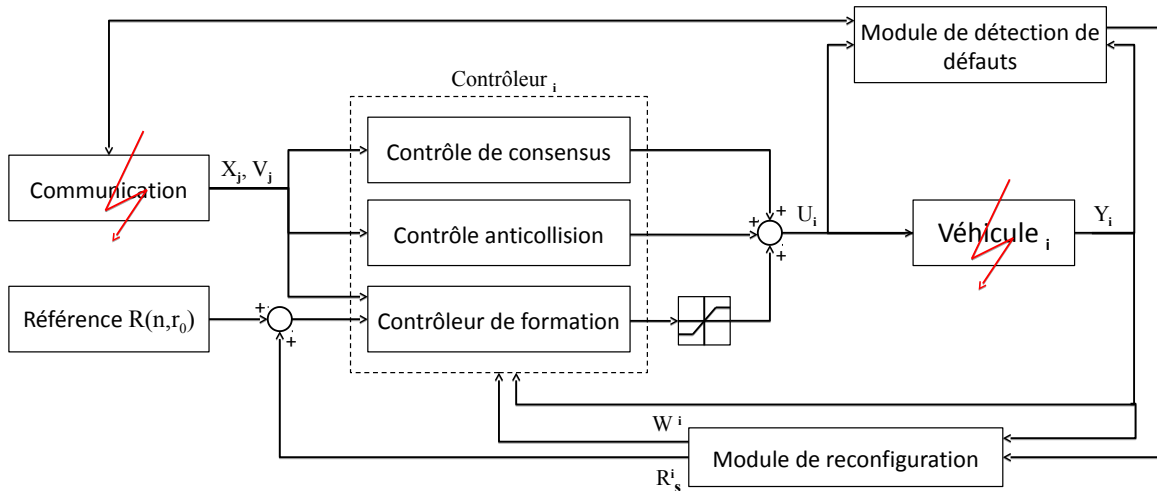 Module de détection de
défauts
Contrôleur i
Contrôle de consensus
Communication
Xj, Vj
Contrôle anticollision
+
+
+
Ui
Véhicule i
Yi
Référence R(n,r0)
+
+
Contrôleur de formation
W i
Module de reconfiguration
Ris